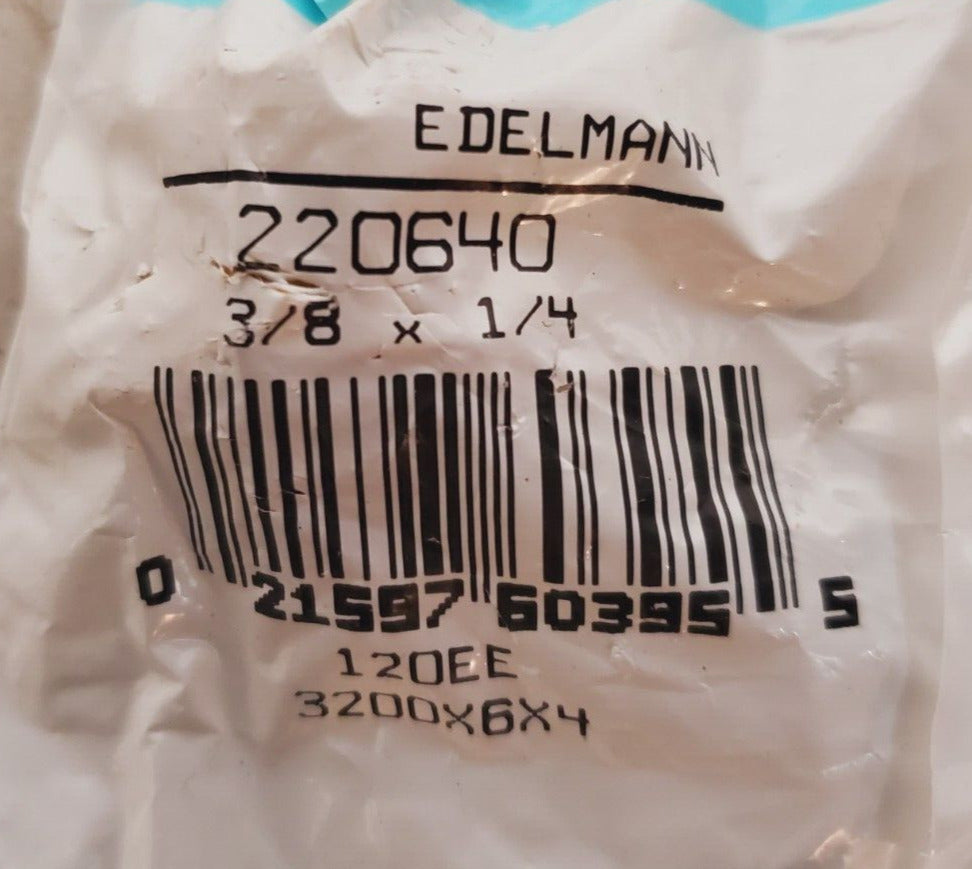 EDELMANN
220640
3/8 x 1/4
0 21597 60395 5
120EE
3200X6X4